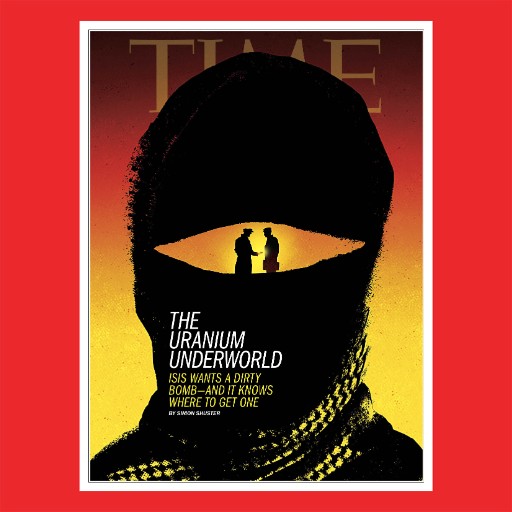 TIME
THE
URANIUM
UNDERWORLD
ISIS WANTS A DIRTY
BOMB—AND IT KNOWS
WHERE TO GET ONE
BY SIMON SHUSTER